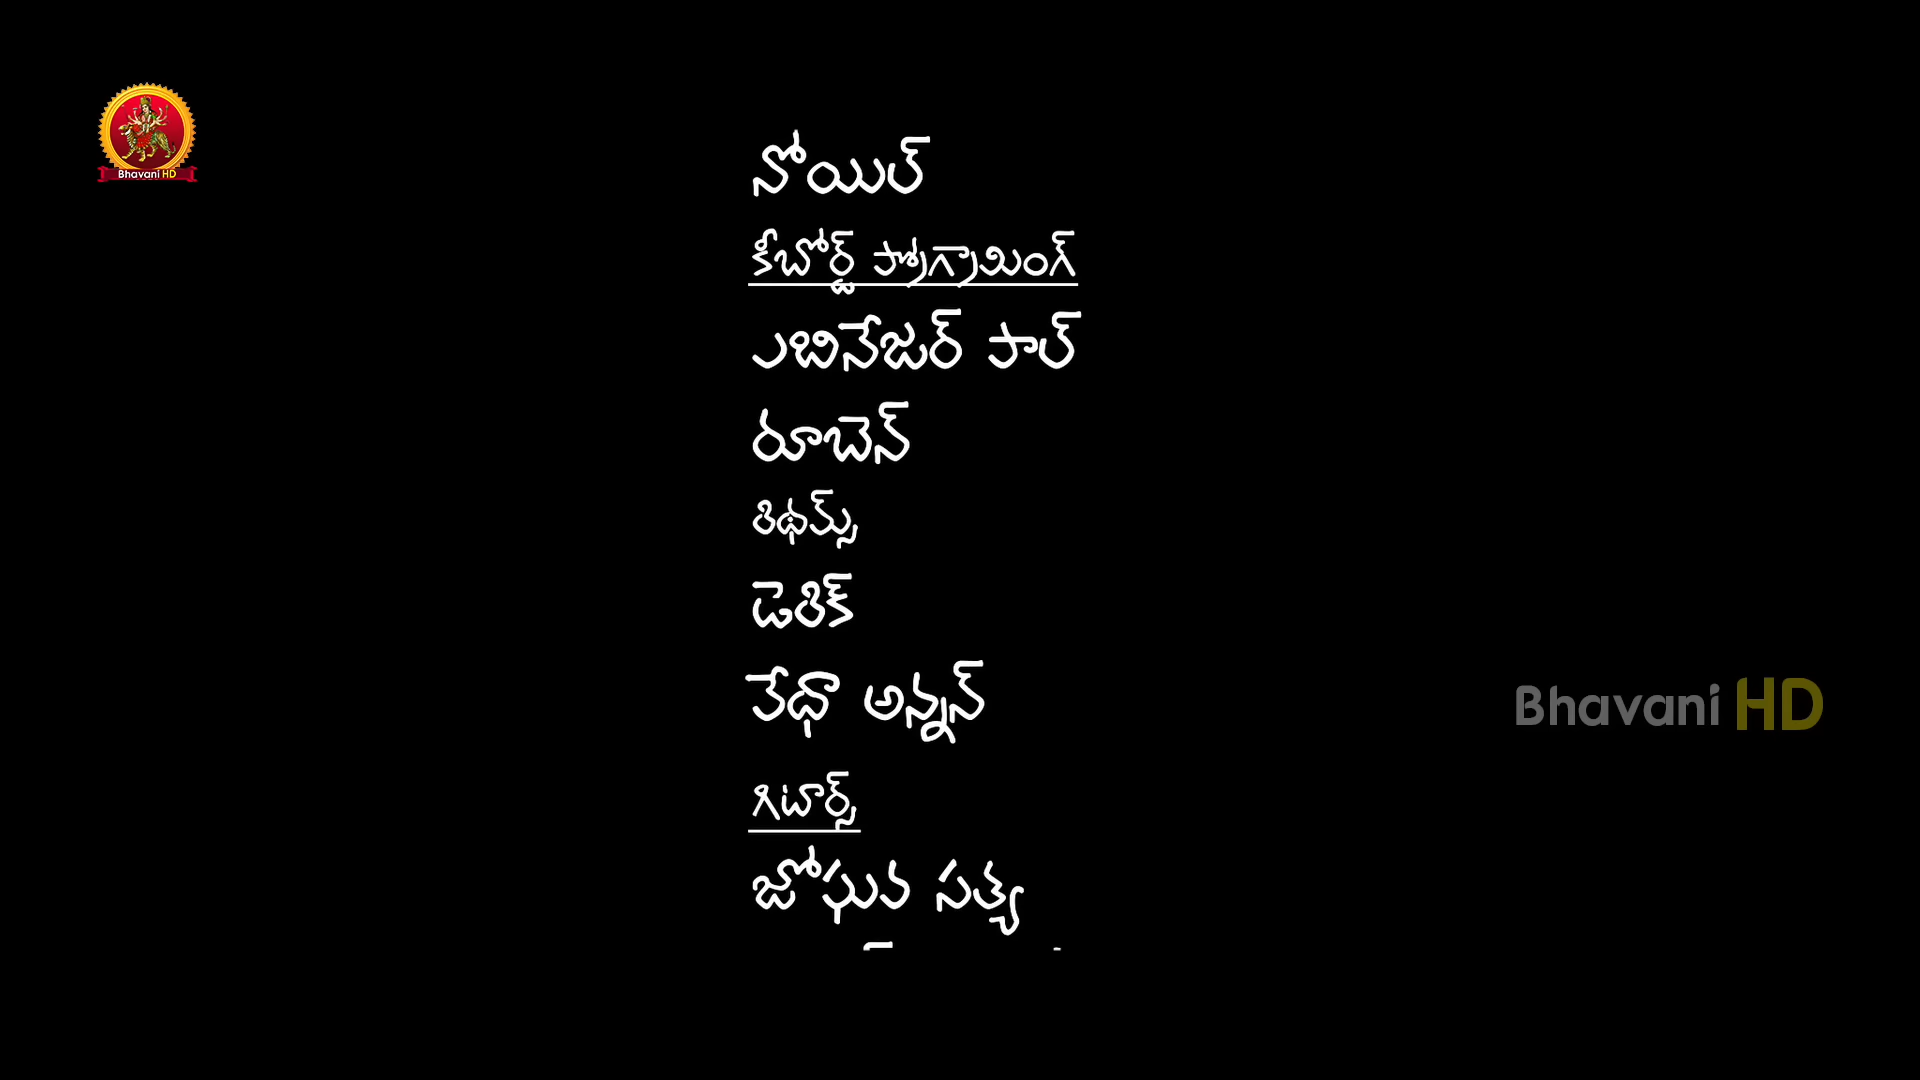 Bhavani HD
నోయిల్
కీబోర్డ్ ప్రోగ్రామింగ్
ఎబినేజర్ పాల్
రూబెన్
రిథమ్స్
డెరిక్
వేధా అన్నన్
Bhavani HD
గిటార్స్
జోషువ సత్య